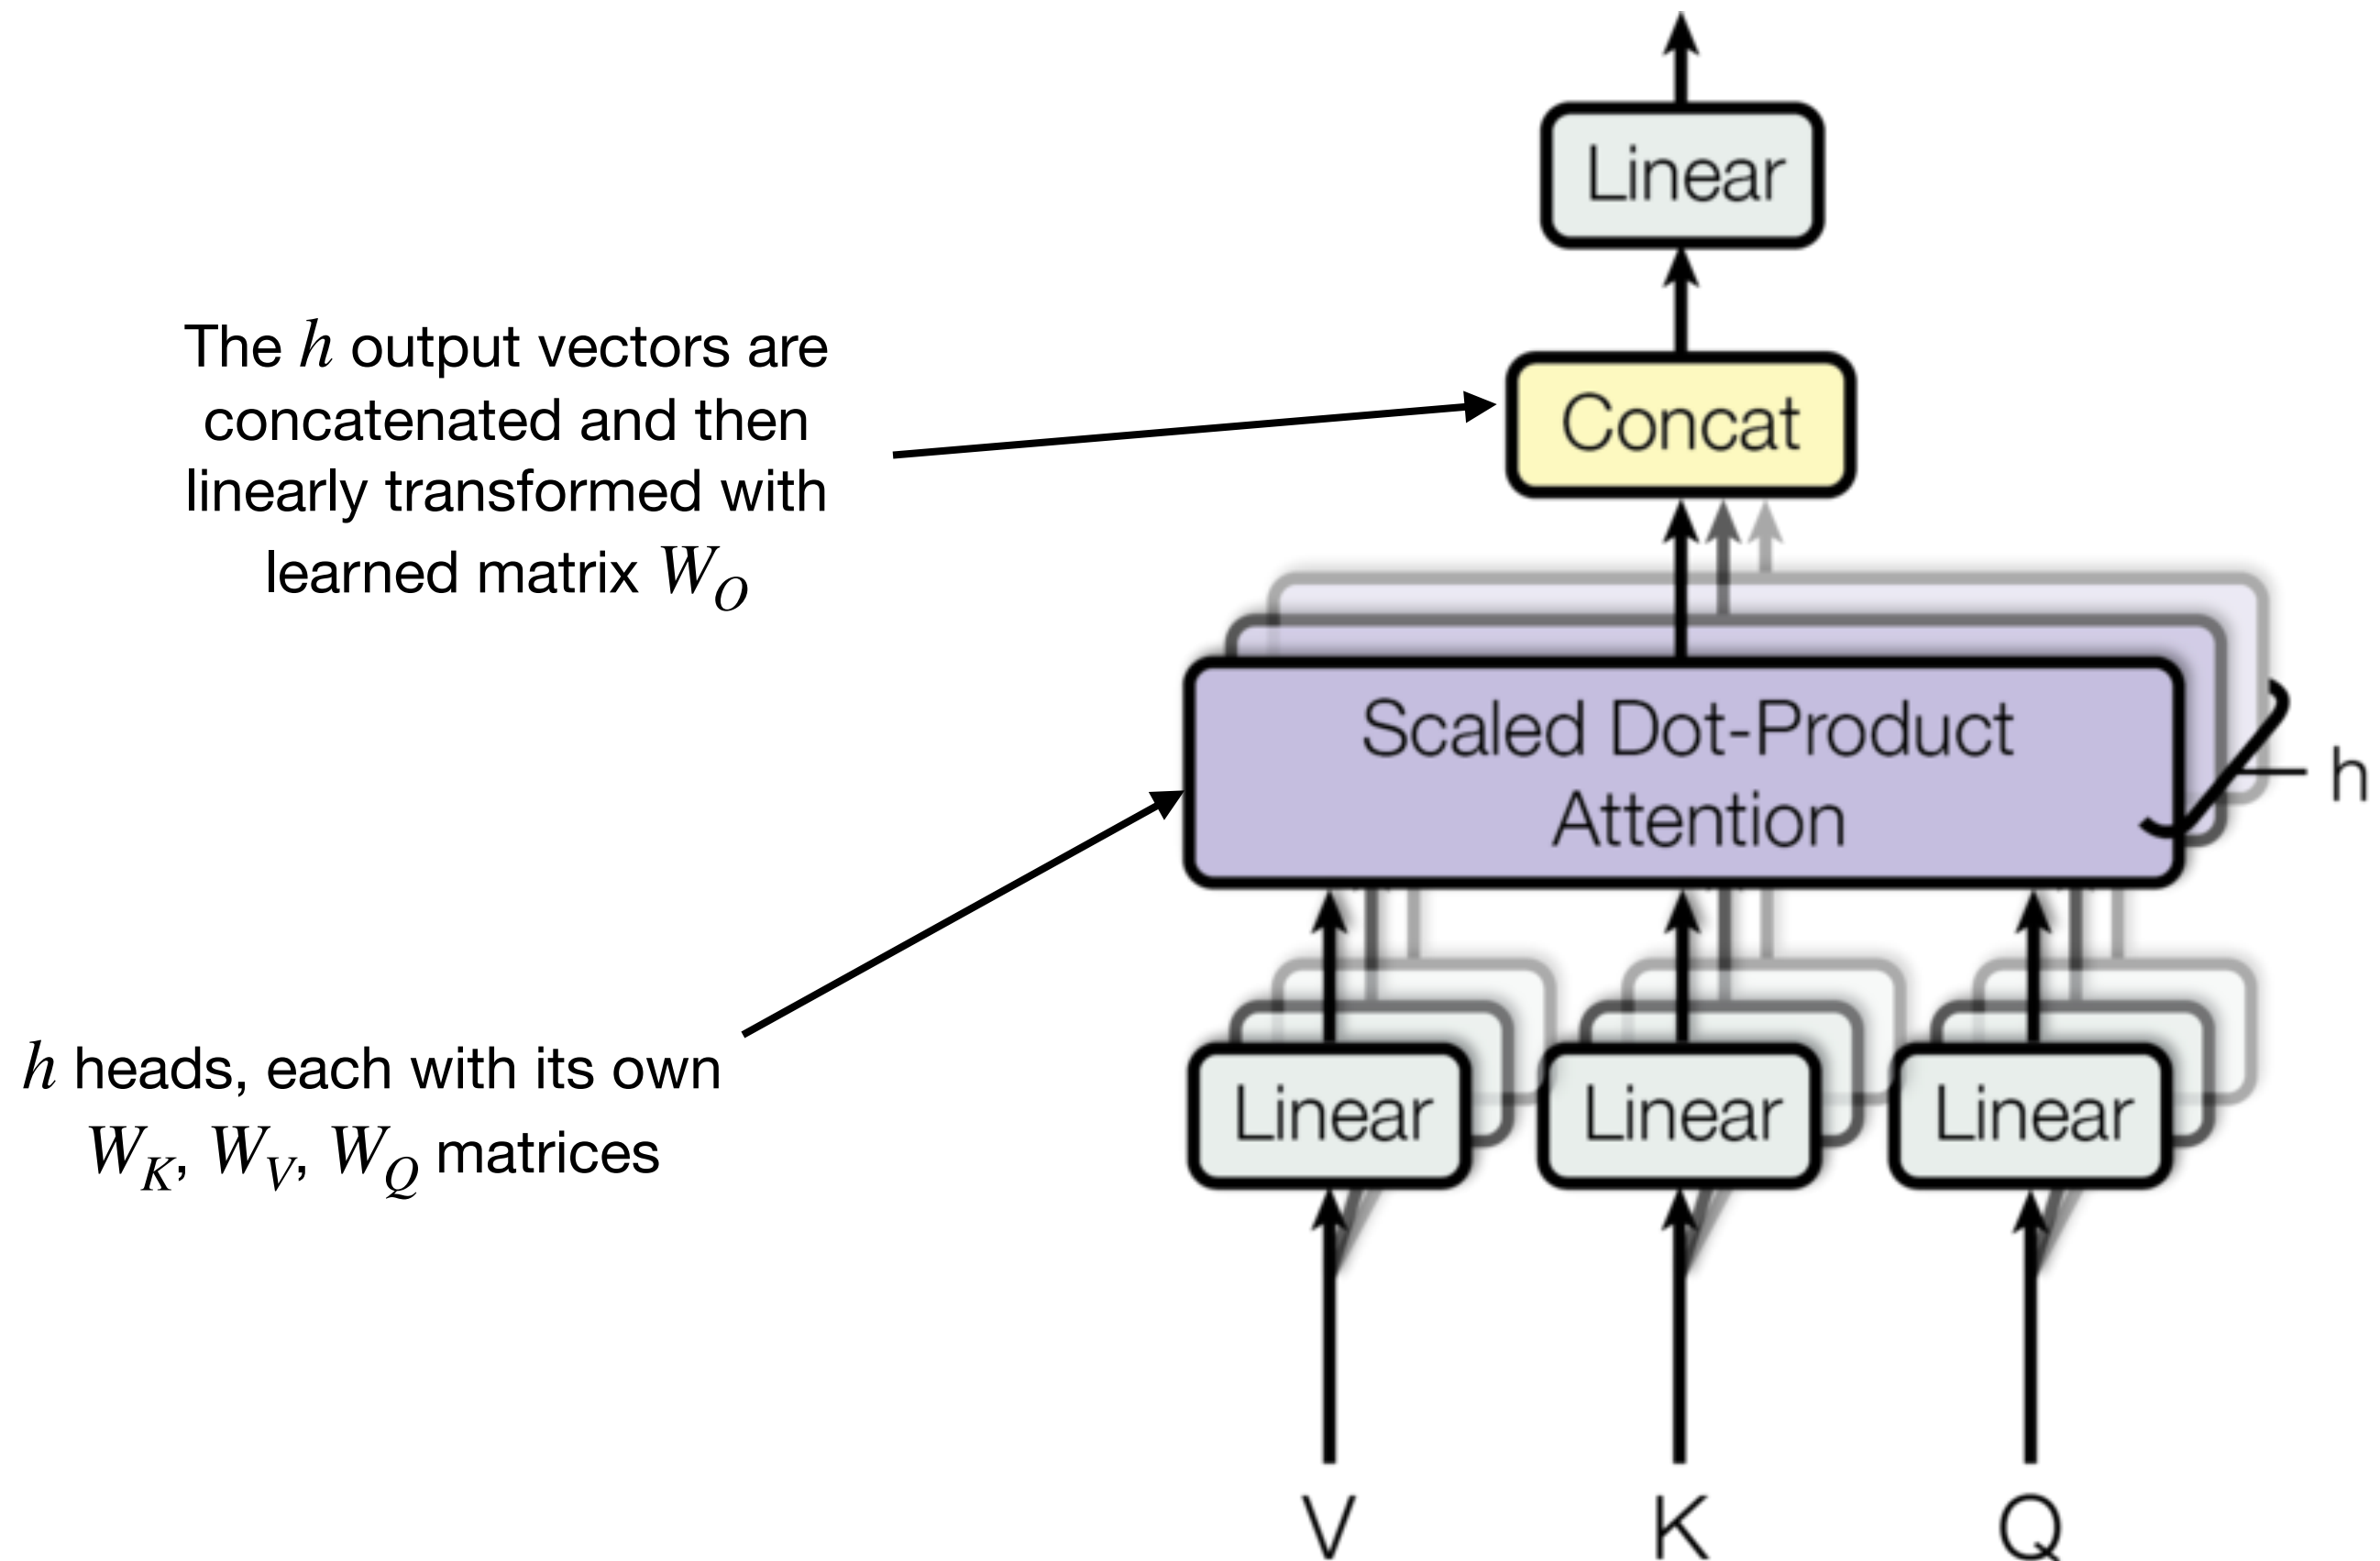 Linear
The h output vectors are
concatenated and then
linearly transformed with
learned matrix W_O
Concat
Scaled Dot-Product
Attention
h
h heads, each with its own
W_K, W_V, W_Q matrices
Linear
Linear
Linear
V
K
Q